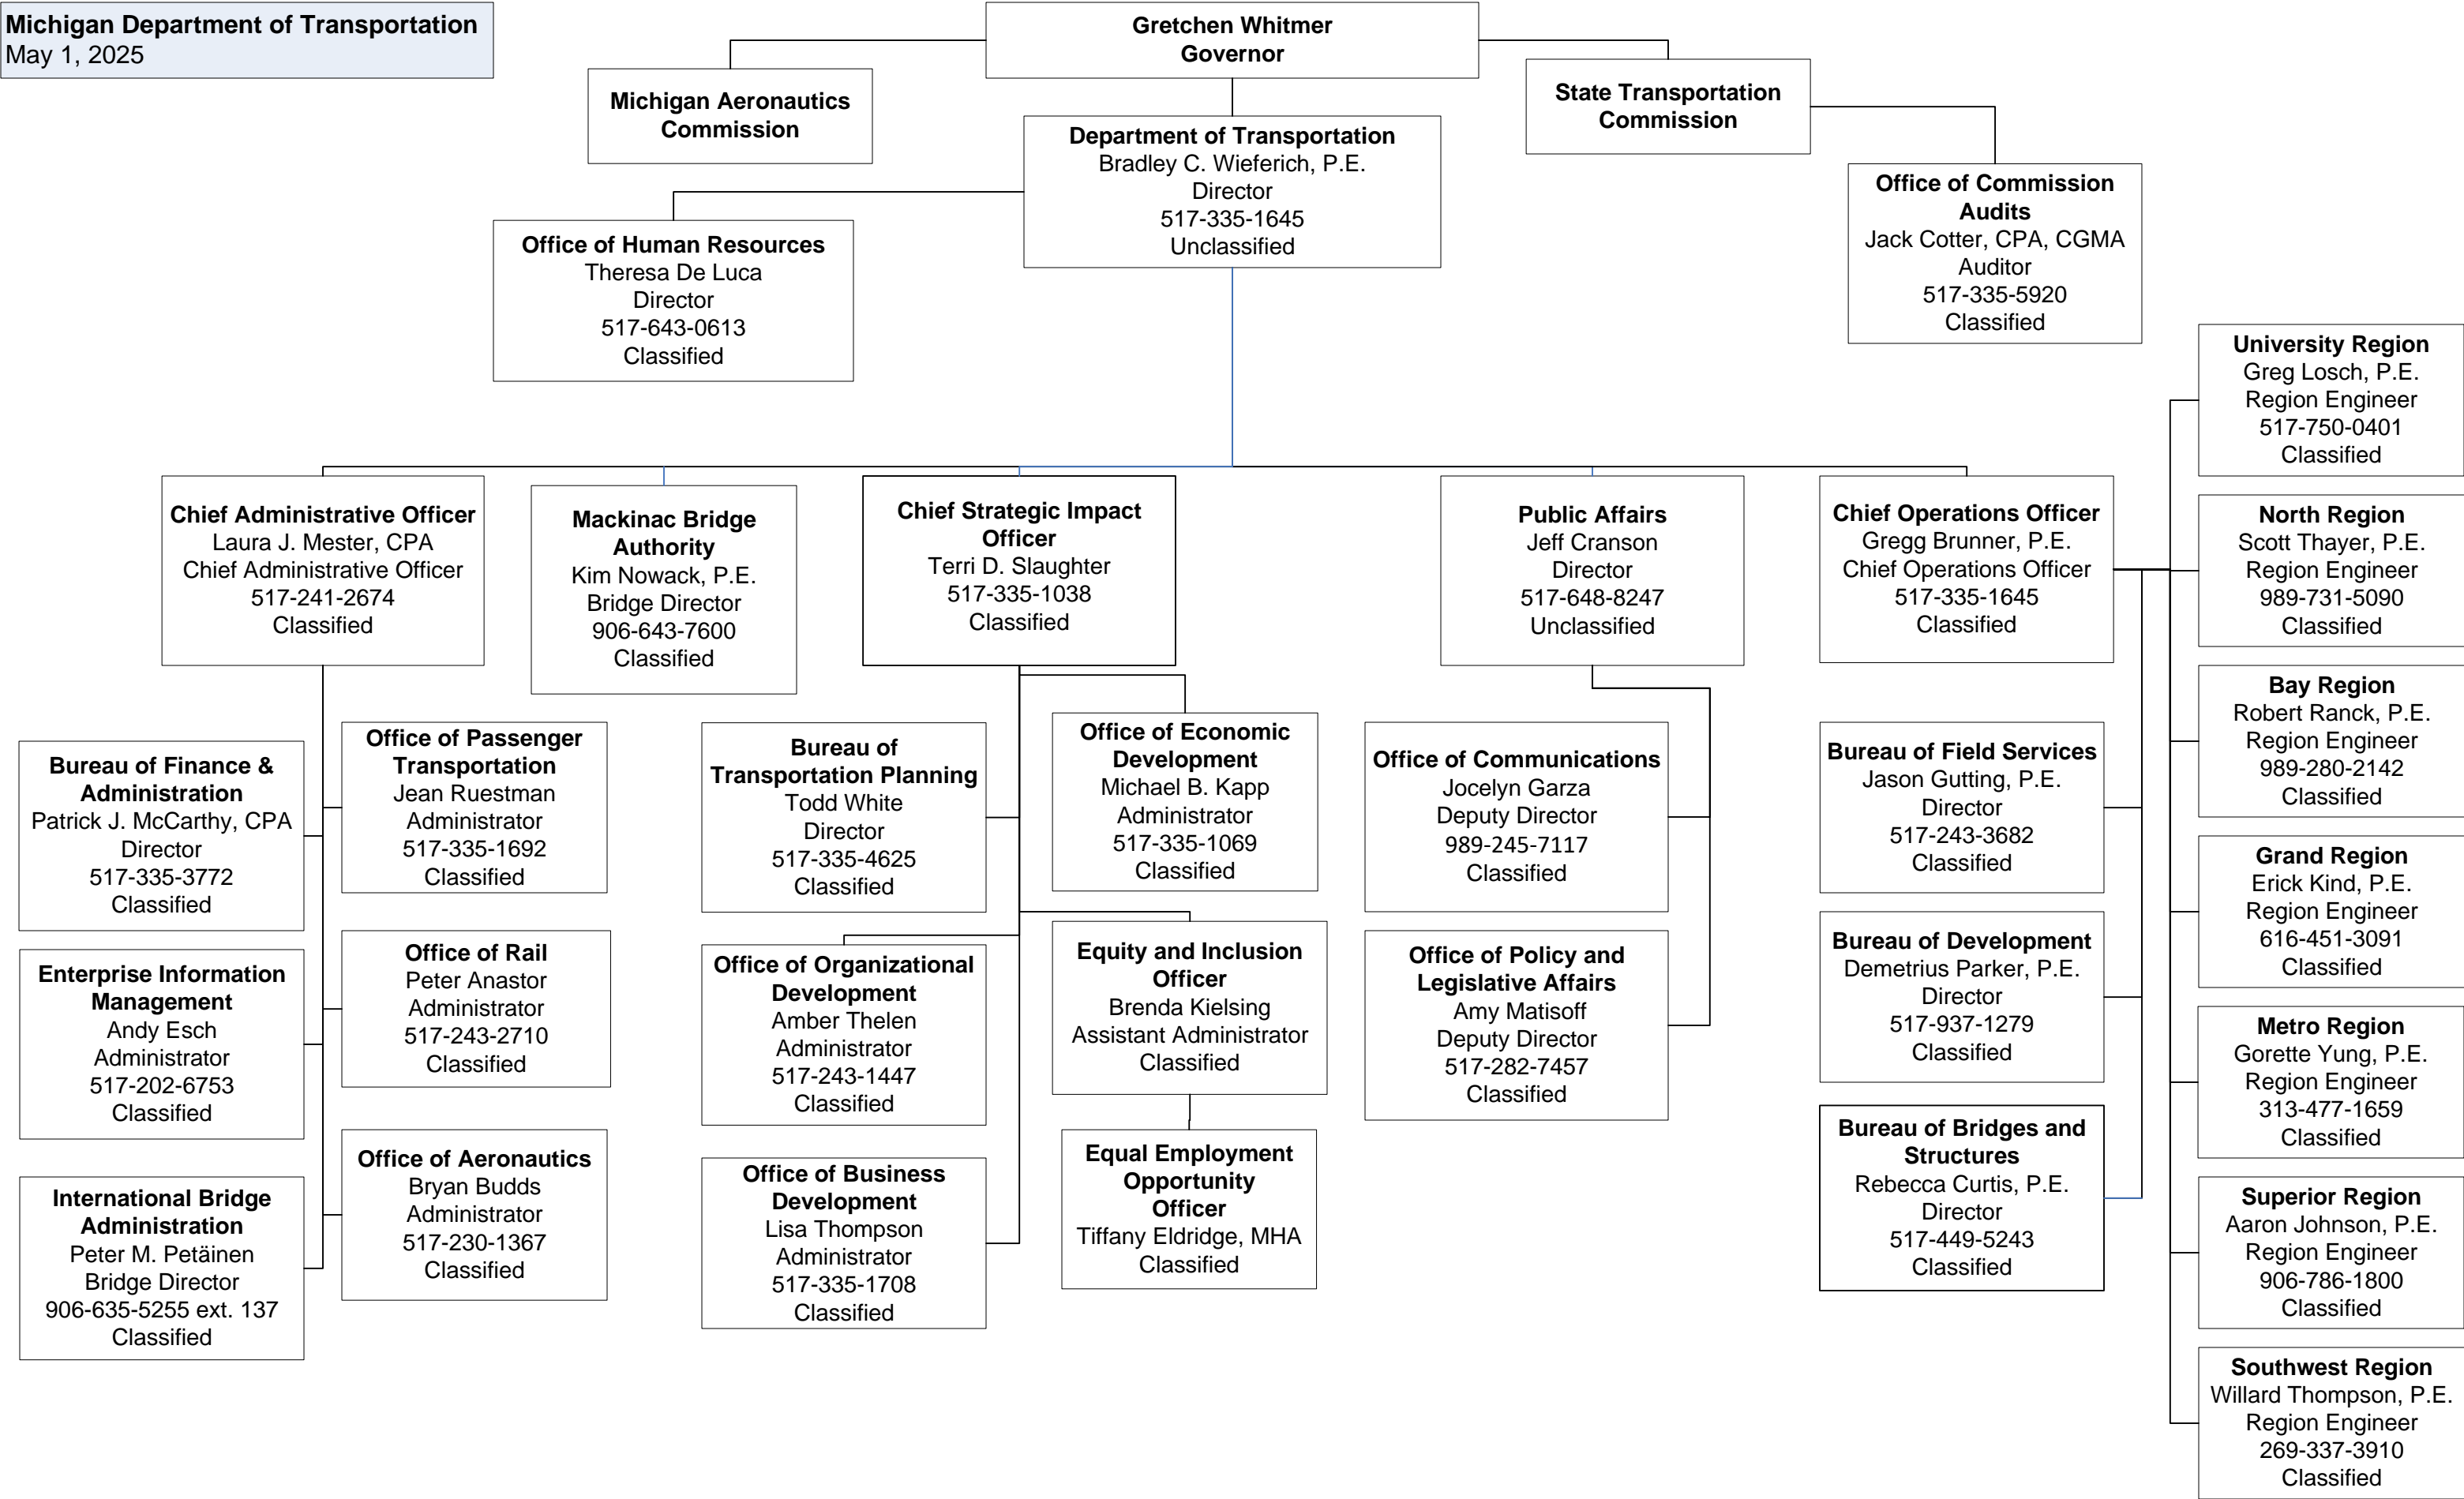 Michigan Department of Transportation
May 1, 2025
Gretchen Whitmer
Governor
Michigan Aeronautics
Commission
State Transportation
Commission
Department of Transportation
Bradley C. Wieferich, P.E.
Director
517-335-1645
Unclassified
Office of Commission
Audits
Jack Cotter, CPA, CGMA
Auditor
517-335-5920
Classified
Office of Human Resources
Theresa De Luca
Director
517-643-0613
Classified
Chief Administrative Officer
Laura J. Mester, CPA
Chief Administrative Officer
517-241-2674
Classified
Mackinac Bridge
Authority
Kim Nowack, P.E.
Bridge Director
906-643-7600
Classified
Chief Strategic Impact
Officer
Terri D. Slaughter
517-335-1038
Classified
Public Affairs
Jeff Cranson
Director
517-648-8247
Unclassified
Chief Operations Officer
Gregg Brunner, P.E.
Chief Operations Officer
517-335-1645
Classified
Bureau of Finance &
Administration
Patrick J. McCarthy, CPA
Director
517-335-3772
Classified
Office of Passenger
Transportation
Jean Ruestman
Administrator
517-335-1692
Classified
Enterprise Information
Management
Andy Esch
Administrator
517-202-6753
Classified
Office of Rail
Peter Anastor
Administrator
517-243-2710
Classified
International Bridge
Administration
Peter M. Petäinen
Bridge Director
906-635-5255 ext. 137
Classified
Office of Aeronautics
Bryan Budds
Administrator
517-230-1367
Classified
Bureau of
Transportation Planning
Todd White
Director
517-335-4625
Classified
Office of Economic
Development
Michael B. Kapp
Administrator
517-335-1069
Classified
Office of Organizational
Development
Amber Thelen
Administrator
517-243-1447
Classified
Equity and Inclusion
Officer
Brenda Kielsing
Assistant Administrator
Classified
Office of Business
Development
Lisa Thompson
Administrator
517-335-1708
Classified
Equal Employment
Opportunity
Officer
Tiffany Eldridge, MHA
Classified
Office of Communications
Jocelyn Garza
Deputy Director
989-245-7117
Classified
Office of Policy and
Legislative Affairs
Amy Matisoff
Deputy Director
517-282-7457
Classified
Bureau of Field Services
Jason Gutting, P.E.
Director
517-243-3682
Classified
Bureau of Development
Demetrius Parker, P.E.
Director
517-937-1279
Classified
Bureau of Bridges and
Structures
Rebecca Curtis, P.E.
Director
517-449-5243
Classified
University Region
Greg Losch, P.E.
Region Engineer
517-750-0401
Classified
North Region
Scott Thayer, P.E.
Region Engineer
989-731-5090
Classified
Bay Region
Robert Ranck, P.E.
Region Engineer
989-280-2142
Classified
Grand Region
Erick Kind, P.E.
Region Engineer
616-451-3091
Classified
Metro Region
Gorette Yung, P.E.
Region Engineer
313-477-1659
Classified
Superior Region
Aaron Johnson, P.E.
Region Engineer
906-786-1800
Classified
Southwest Region
Willard Thompson, P.E.
Region Engineer
269-337-3910
Classified